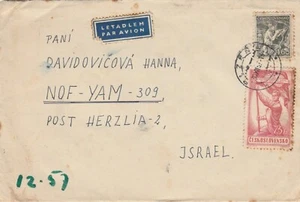 LETADLEM
PAR AVION
PANÍ
DAVIDOVIČOVÁ HANNA,
NOF-YAM-309,
POST HERZLIA-2,
ISRAEL.
ČESKOSLOVENSKO
12-57